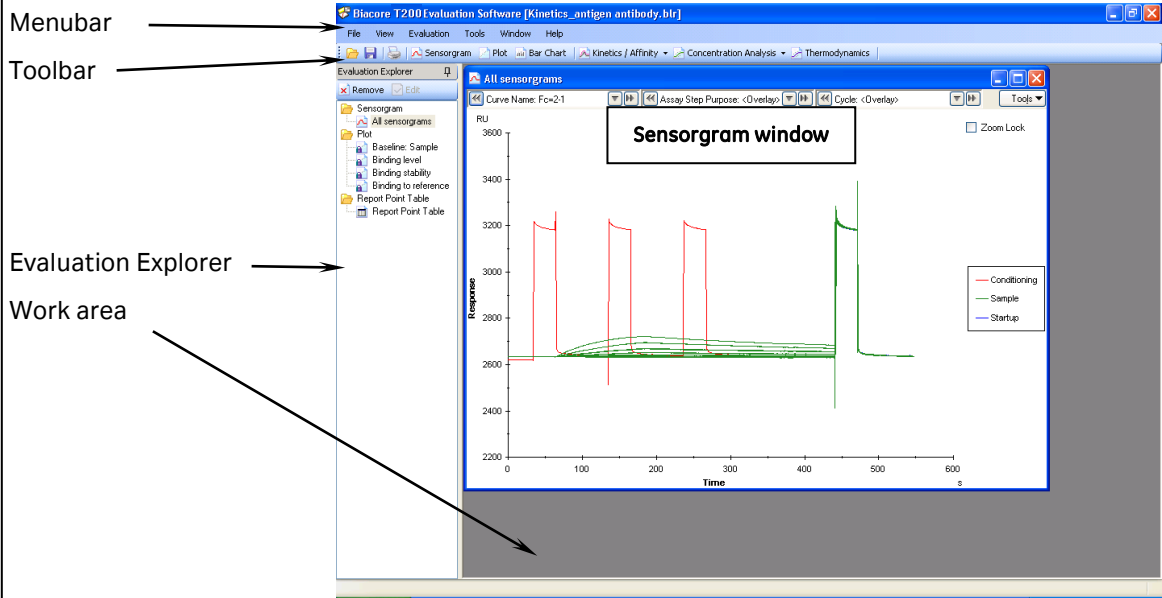 Menubar
Toolbar
Evaluation Explorer
Work area
Biacore T200 Evaluation Software [Kinetics_antigen antibody.blr]
File View Evaluation Tools Window Help
Sensorgram Plot Bar Chart Kinetics / Affinity Concentration Analysis Thermodynamics
Evaluation Explorer
Remove Edit
Sensorgram
All sensorgrams
Plot
Baseline: Sample
Binding level
Binding stability
Binding to reference
Report Point Table
Report Point Table
All sensorgrams
Curve Name: Fc=2-1 Assay Step Purpose: <Overlay> Cycle: <Overlay> Tools
Sensorgram window
Zoom Lock
RU
3600
3400
3200
3000
2800
2600
2400
2200
Response
0 100 200 300 400 500 600
Time s
Conditioning
Sample
Startup